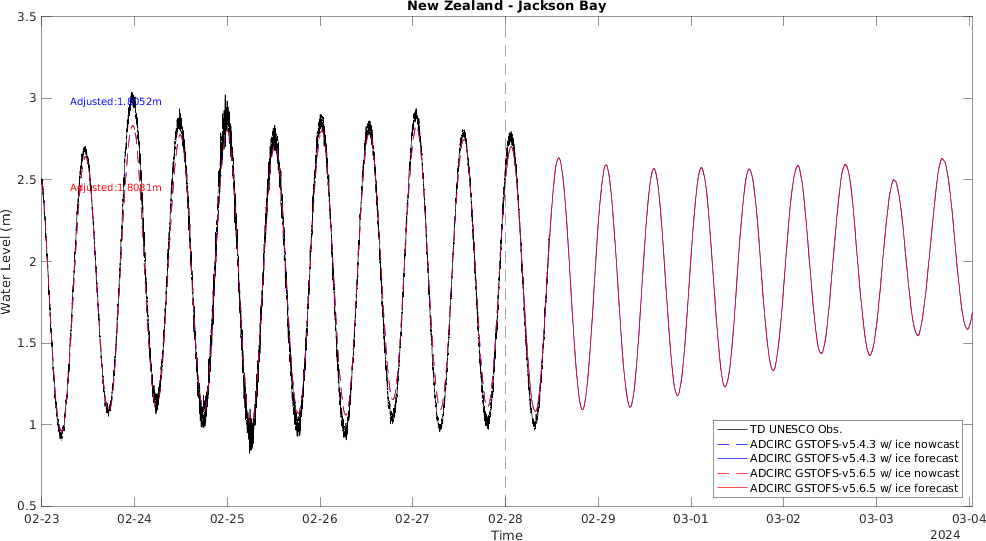 New Zealand - Jackson Bay
3.5
3
2.5
2
1.5
1
0.5
Water Level (m)
Adjusted:1.8052m
Adjusted:1.8081m
02-23 02-24 02-25 02-26 02-27 02-28 02-29 03-01 03-02 03-03 03-04
Time
2024
TD UNESCO Obs.
ADCIRC GSTOFS-v5.4.3 w/ ice nowcast
ADCIRC GSTOFS-v5.4.3 w/ ice forecast
ADCIRC GSTOFS-v5.6.5 w/ ice nowcast
ADCIRC GSTOFS-v5.6.5 w/ ice forecast